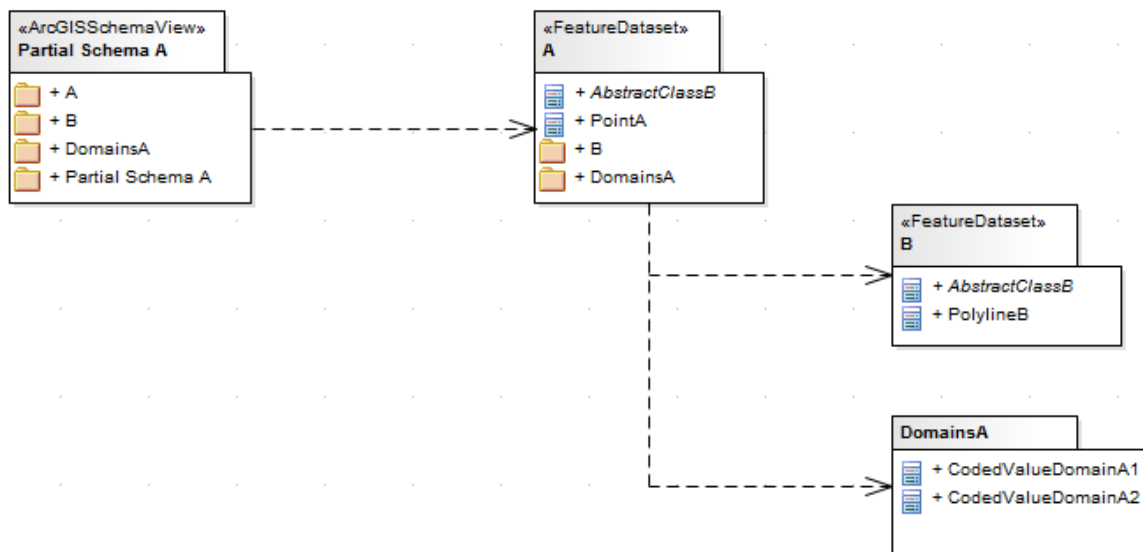 «ArcGISSchemaView»
Partial Schema A
+ A
+ B
+ DomainsA
+ Partial Schema A
«FeatureDataset»
A
+ AbstractClassB
+ PointA
+ B
+ DomainsA
«FeatureDataset»
B
+ AbstractClassB
+ PolylineB
DomainsA
+ CodedValueDomainA1
+ CodedValueDomainA2